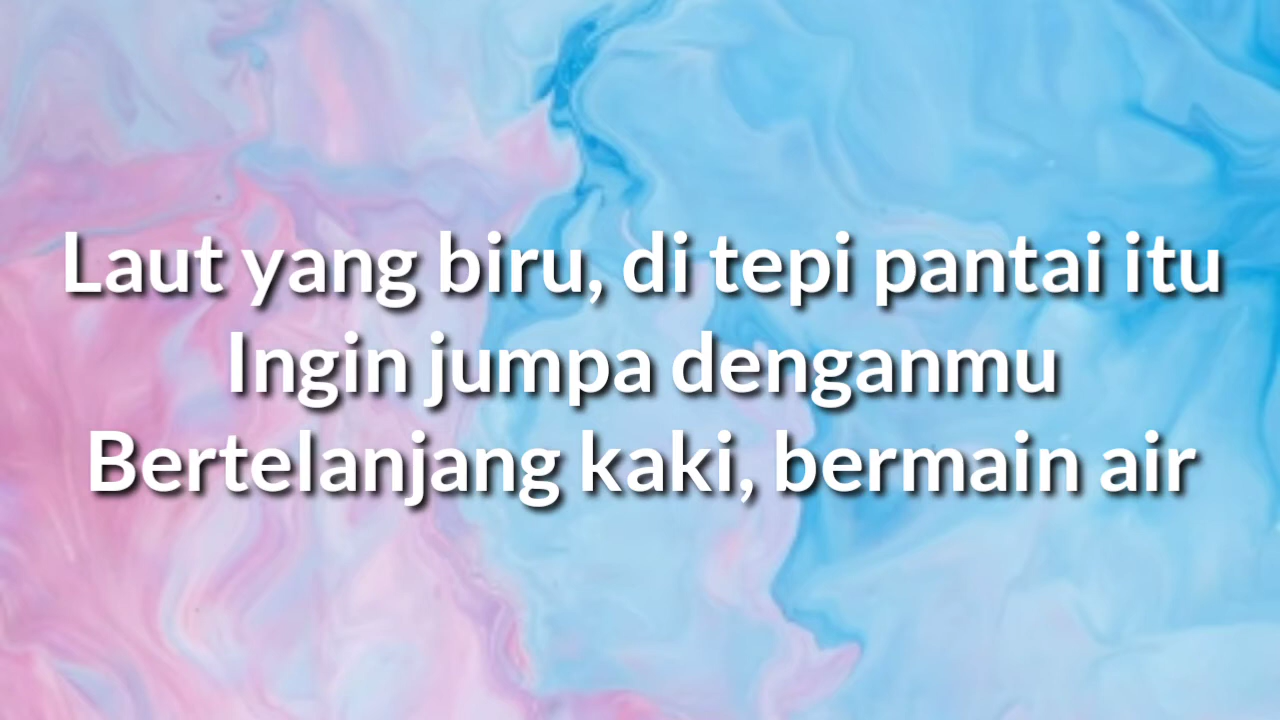 Laut yang biru, di tepi pantai itu
Ingin jumpa denganmu
Bertelanjang kaki, bermain air